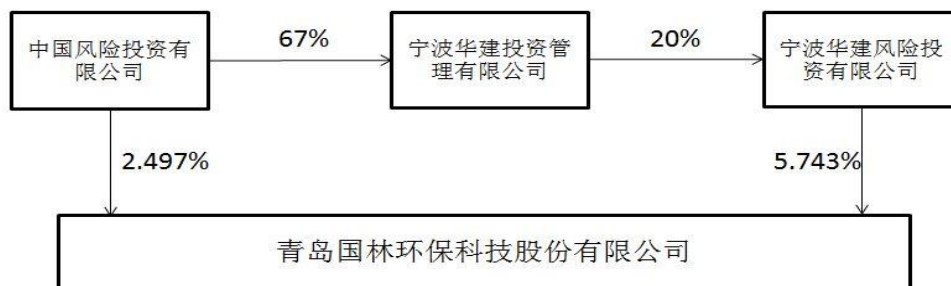 中国风险投资有
限公司
67%
宁波华建投资管
理有限公司
20%
宁波华建风险投
资有限公司
2.497%
5.743%
青岛国林环保科技股份有限公司